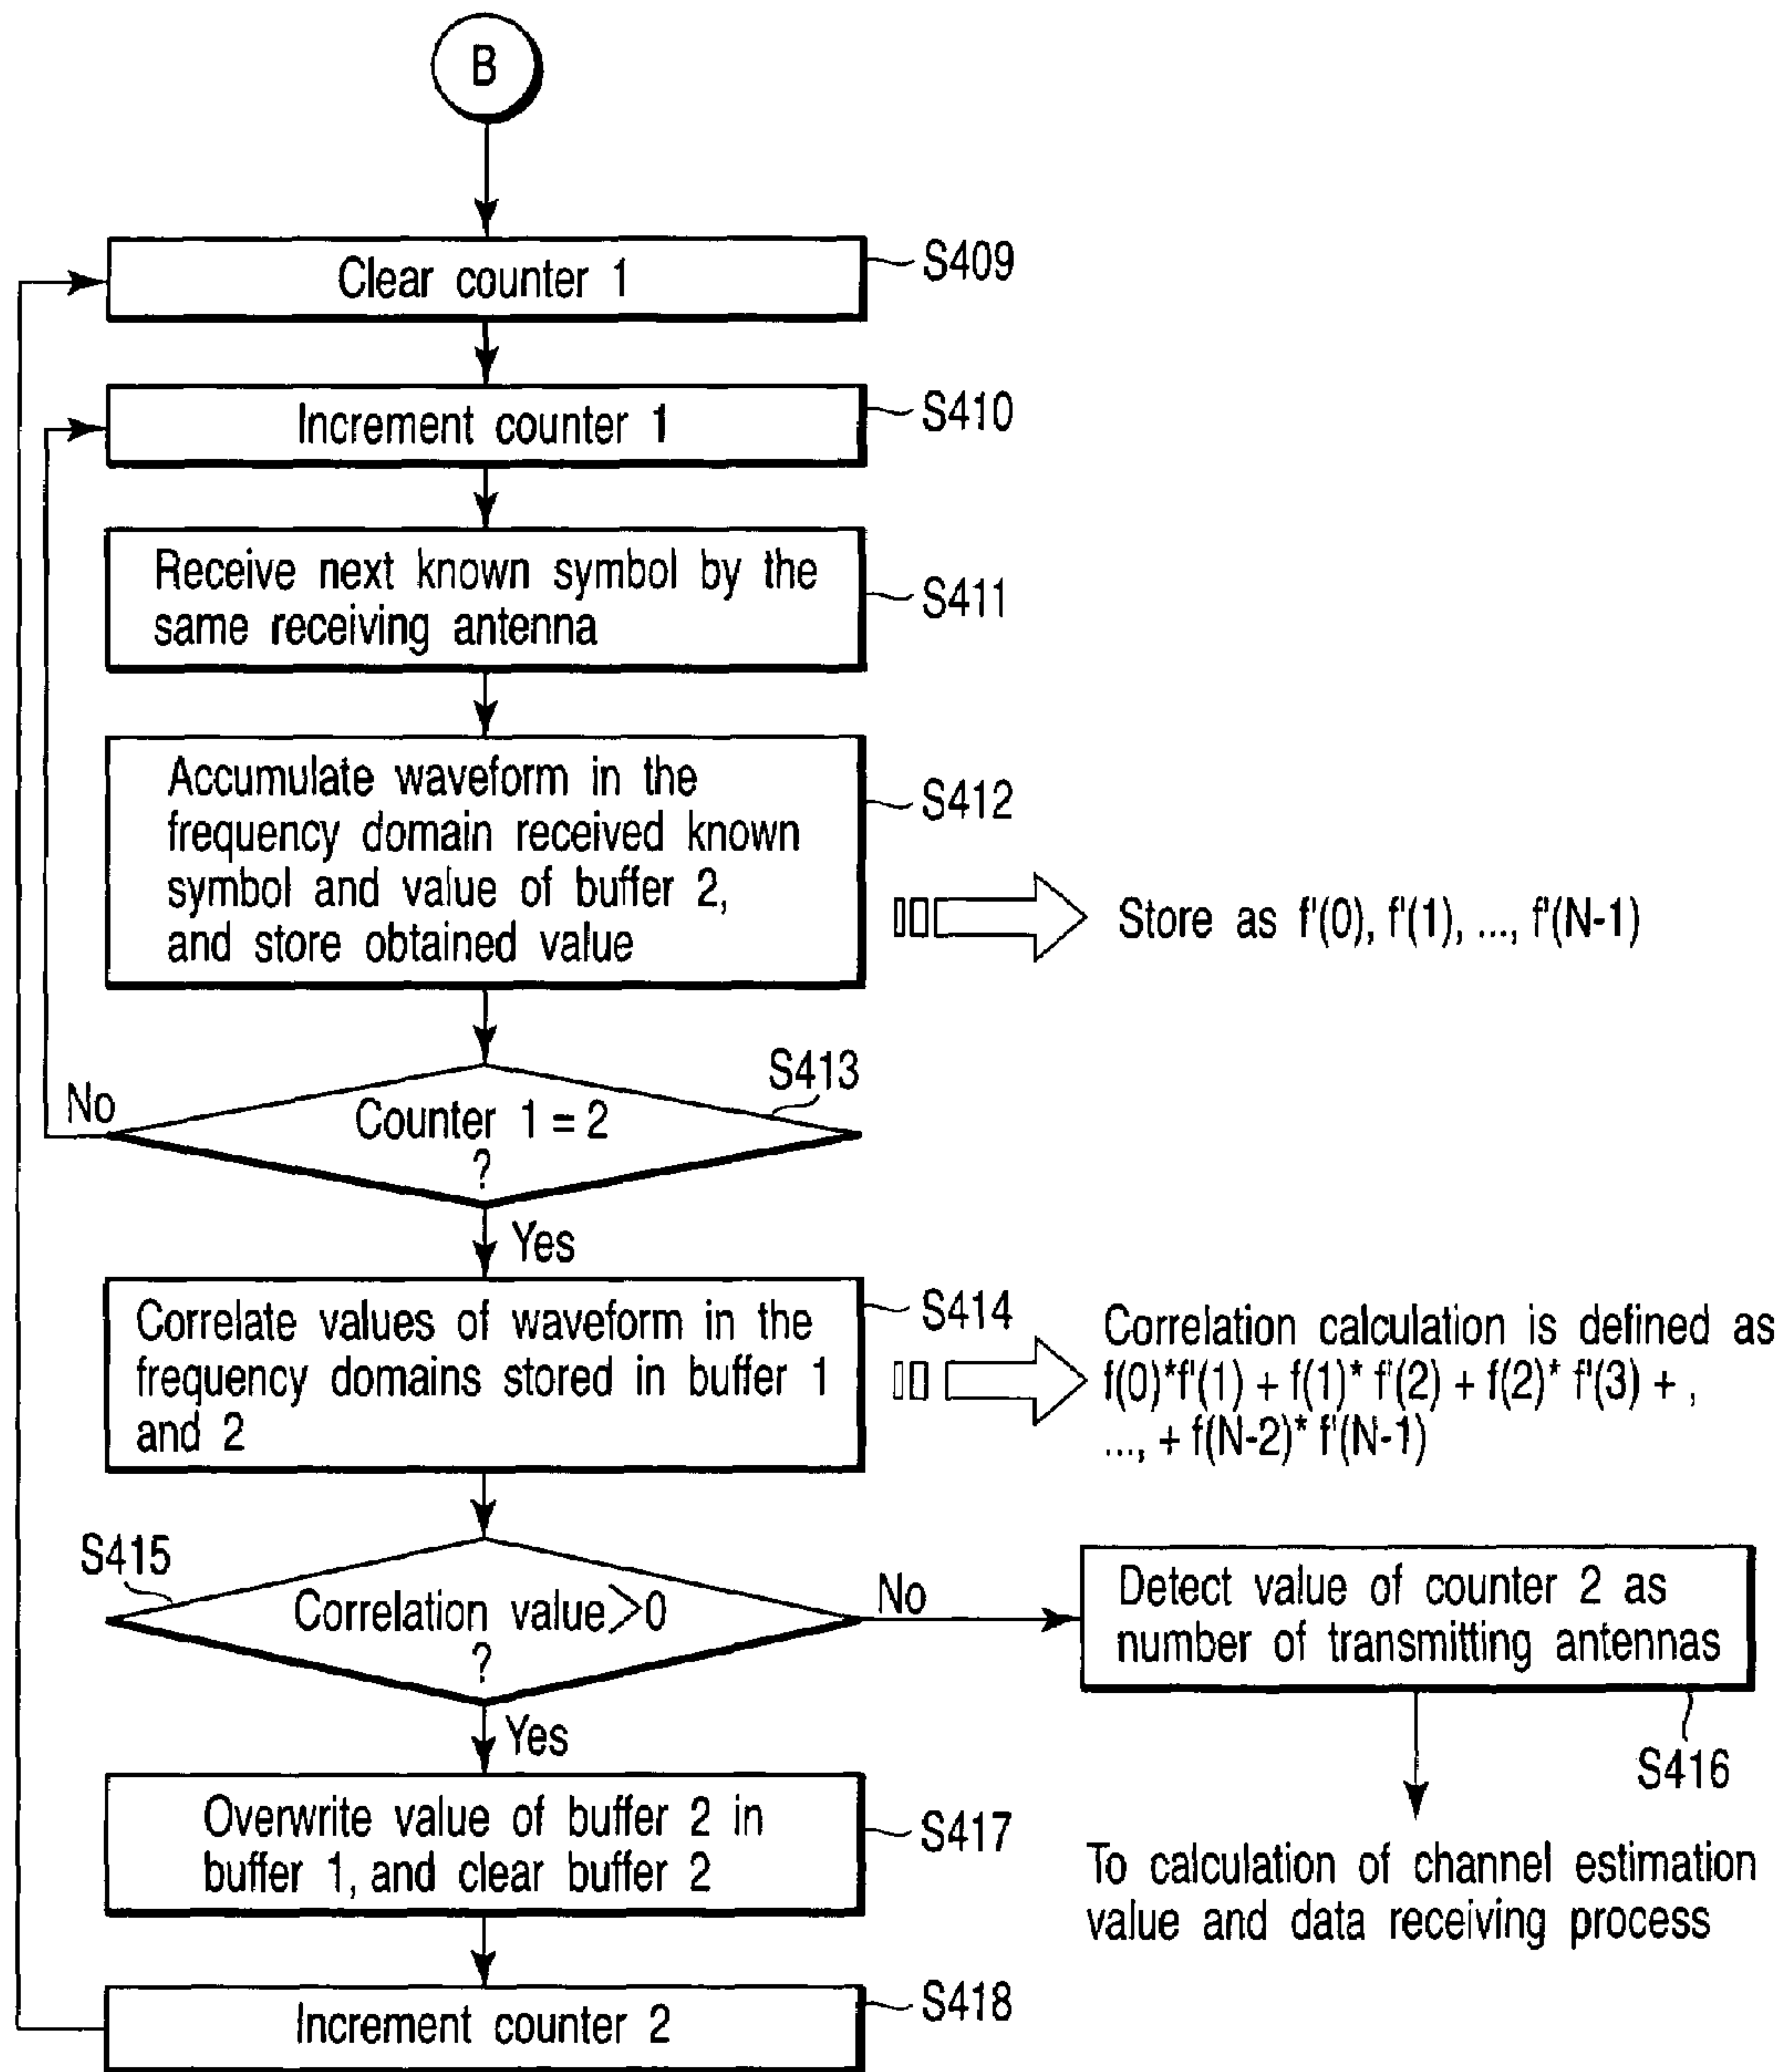 B
Clear counter 1
S409
Increment counter 1
S410
Receive next known symbol by the
same receiving antenna
S411
Accumulate waveform in the
frequency domain received known
symbol and value of buffer 2,
and store obtained value
S412
Store as f'(0), f'(1), ..., f'(N-1)
S413
No
Counter 1 = 2
?
Yes
Correlate values of waveform in the
frequency domains stored in buffer 1
and 2
S414
Correlation calculation is defined as
f(0)*f'(1) + f(1)* f'(2) + f(2)* f'(3) + ,
..., + f(N-2)* f'(N-1)
S415
Correlation value>0
?
No
Detect value of counter 2 as
number of transmitting antennas
S416
Yes
Overwrite value of buffer 2 in
buffer 1, and clear buffer 2
S417
To calculation of channel estimation
value and data receiving process
Increment counter 2
S418